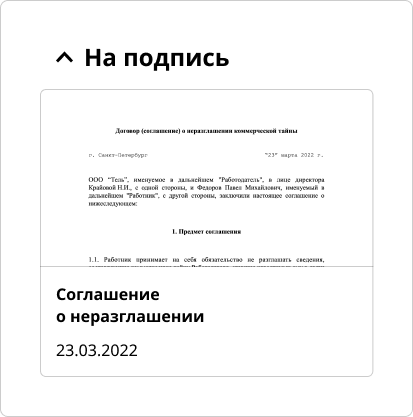 На подпись
Договор (соглашение) о неразглашении коммерческой тайны
г. Санкт-Петербург "23" марта 2022 г.
ООО "Тель", именуемое в дальнейшем "Работодатель", в лице директора
Крайовой Н.И., с одной стороны, и Федоров Павел Михайлович, именуемый в
дальнейшем "Работник", с другой стороны, заключили настоящее соглашение о
нижеследующем:
1. Предмет соглашения
1.1. Работник принимает на себя обязательство не разглашать сведения,
Соглашение
о неразглашении
23.03.2022